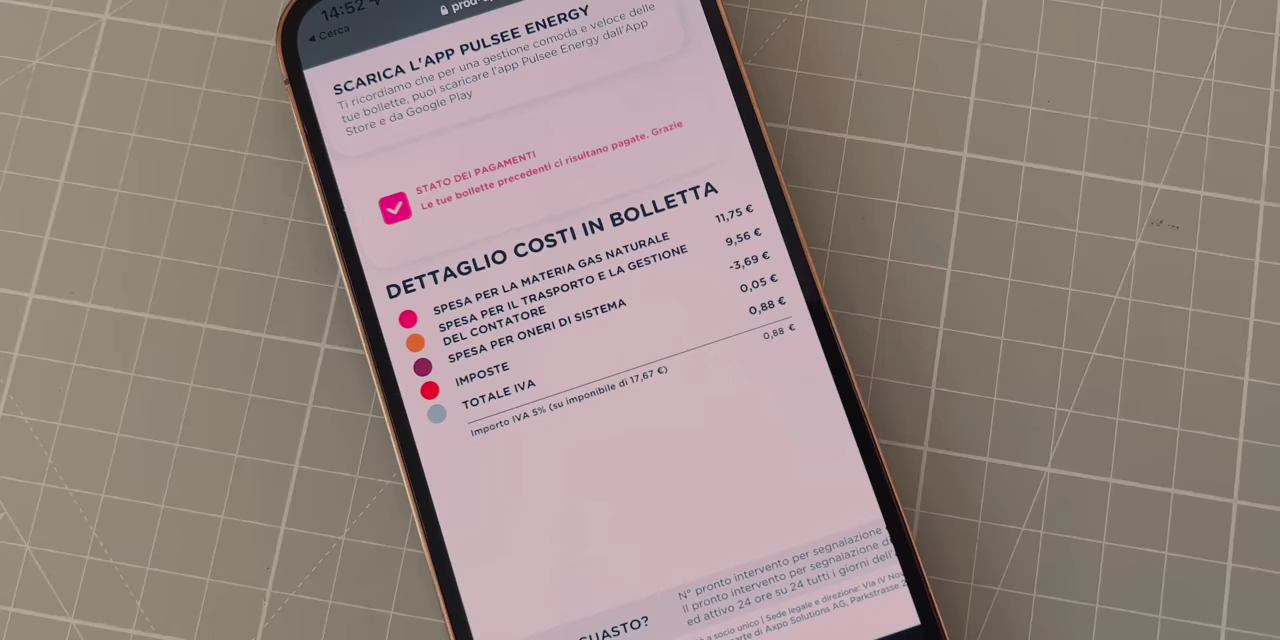 14:52
Cerca
SCARICA L'APP PULSEE ENERGY
Ti ricordiamo che per una gestione comoda e veloce delle
tue bollette, puoi scaricare l'app Pulsee Energy dall'App
Store e da Google Play
STATO DEI PAGAMENTI
Le tue bollette precedenti ci risultano pagate. Grazie
DETTAGLIO COSTI IN BOLLETTA
SPESA PER LA MATERIA GAS NATURALE 11,75 €
SPESA PER IL TRASPORTO E LA GESTIONE 9,56 €
DEL CONTATORE
SPESA PER ONERI DI SISTEMA -3,69 €
IMPOSTE 0,05 €
TOTALE IVA 0,88 €
Importo IVA 5% (su imponibile di 17,67 €) 0,88 €
N° pronto intervento per segnalazione
Il pronto intervento per segnalazione
ed attivo 24 ore su 24 tutti i giorni dell'
GUASTO?
a socio unico | Sede legale e direzione: Via IV
parte di Axpo Solutions AG, Parkstrasse